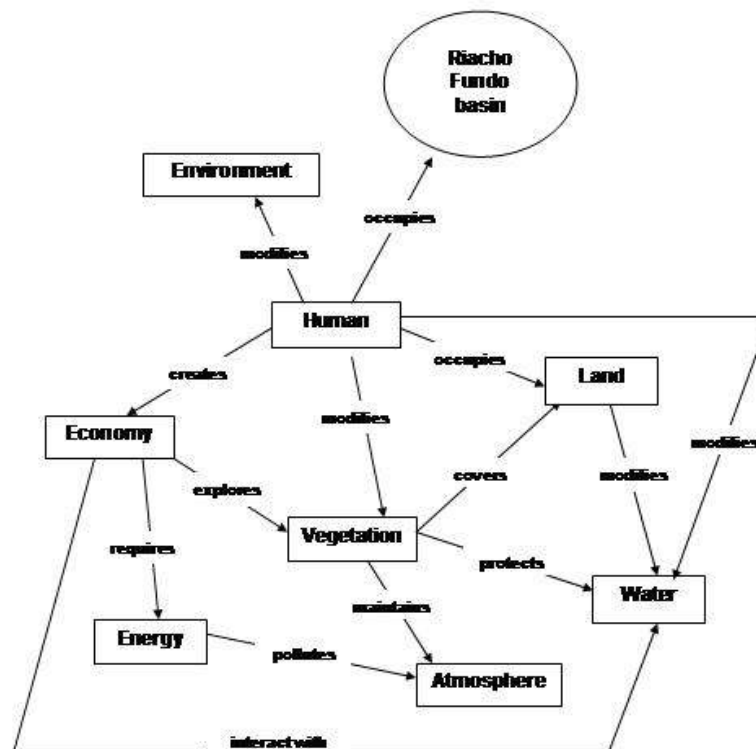 Riacho
Fundo
basin
Environment
occupies
modifies
Human
creates
occupies
Land
Economy
modifies
modifies
explores
covers
modifies
requires
Vegetation
protects
maintains
Water
Energy
pollutes
Atmosphere
interact with